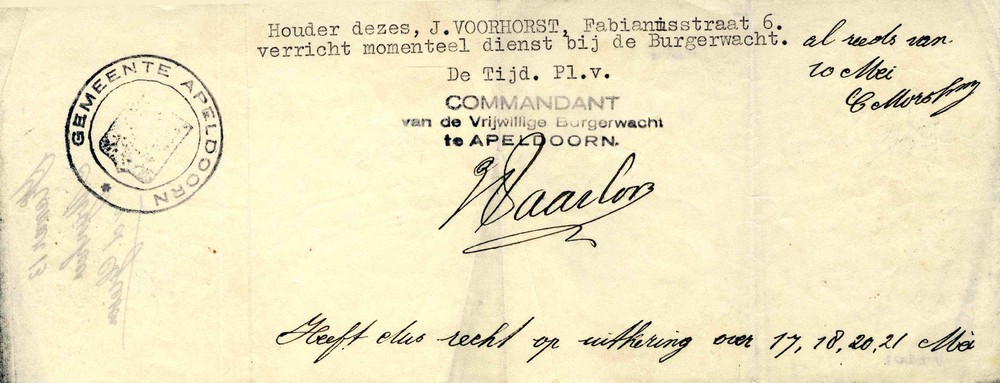 Houder dezes, J.VOORHORST, Fabianusstraat 6.
verricht momenteel dienst bij de Burgerwacht.
al reeds van
10 Mei
De Tijd. Pl.v.
COMMANDANT
van de Vrijwillige Burgerwacht
te APELDOORN.
GEMEENTE APELDOORN
Heeft dus recht op uitkering over 17, 18, 20, 21 Mei